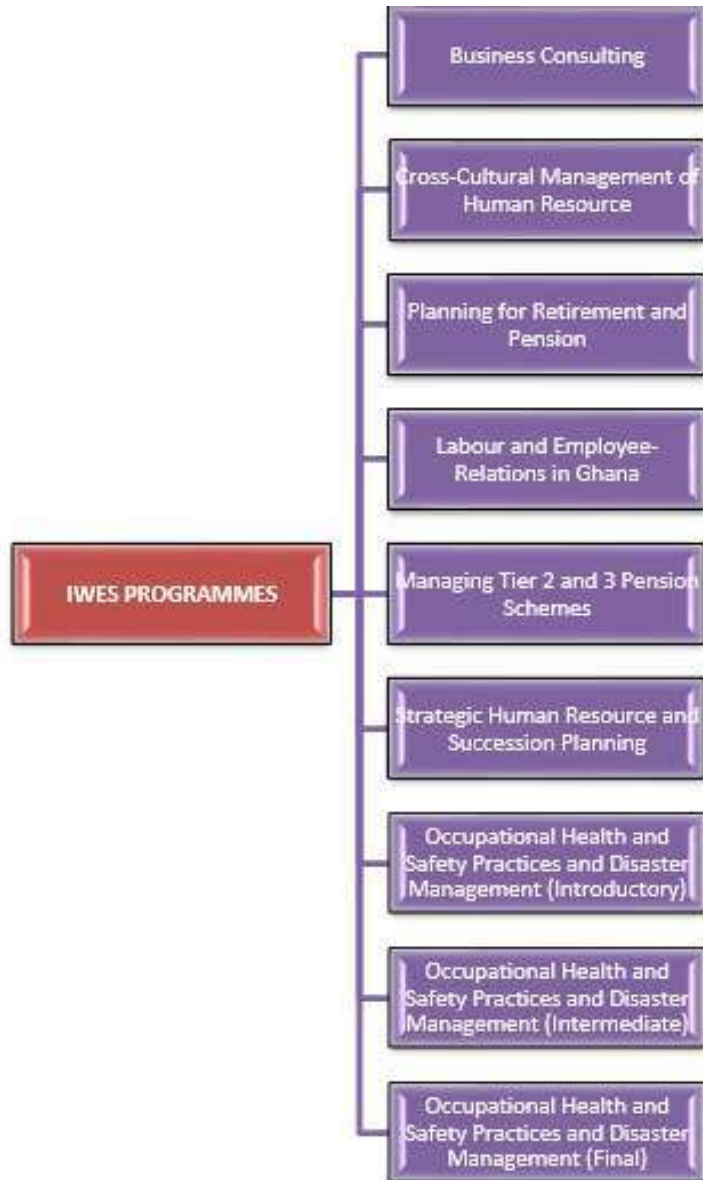 Business Consulting
Cross-Cultural Management of
Human Resource
Planning for Retirement and
Pension
Labour and Employee-
Relations in Ghana
IWES PROGRAMMES
Managing Tier 2 and 3 Pension
Schemes
Strategic Human Resource and
Succession Planning
Occupational Health and
Safety Practices and Disaster
Management (Introductory)
Occupational Health and
Safety Practices and Disaster
Management (Intermediate)
Occupational Health and
Safety Practices and Disaster
Management (Final)